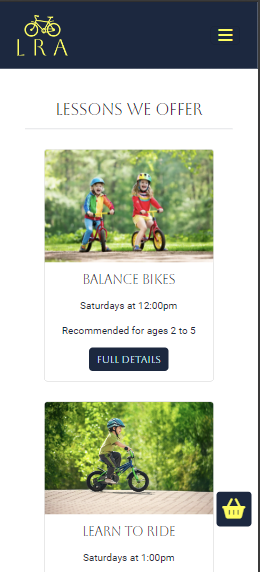 LRA
LESSONS WE OFFER
BALANCE BIKES
Saturdays at 12:00pm
Recommended for ages 2 to 5
FULL DETAILS
LEARN TO RIDE
Saturdays at 1:00pm